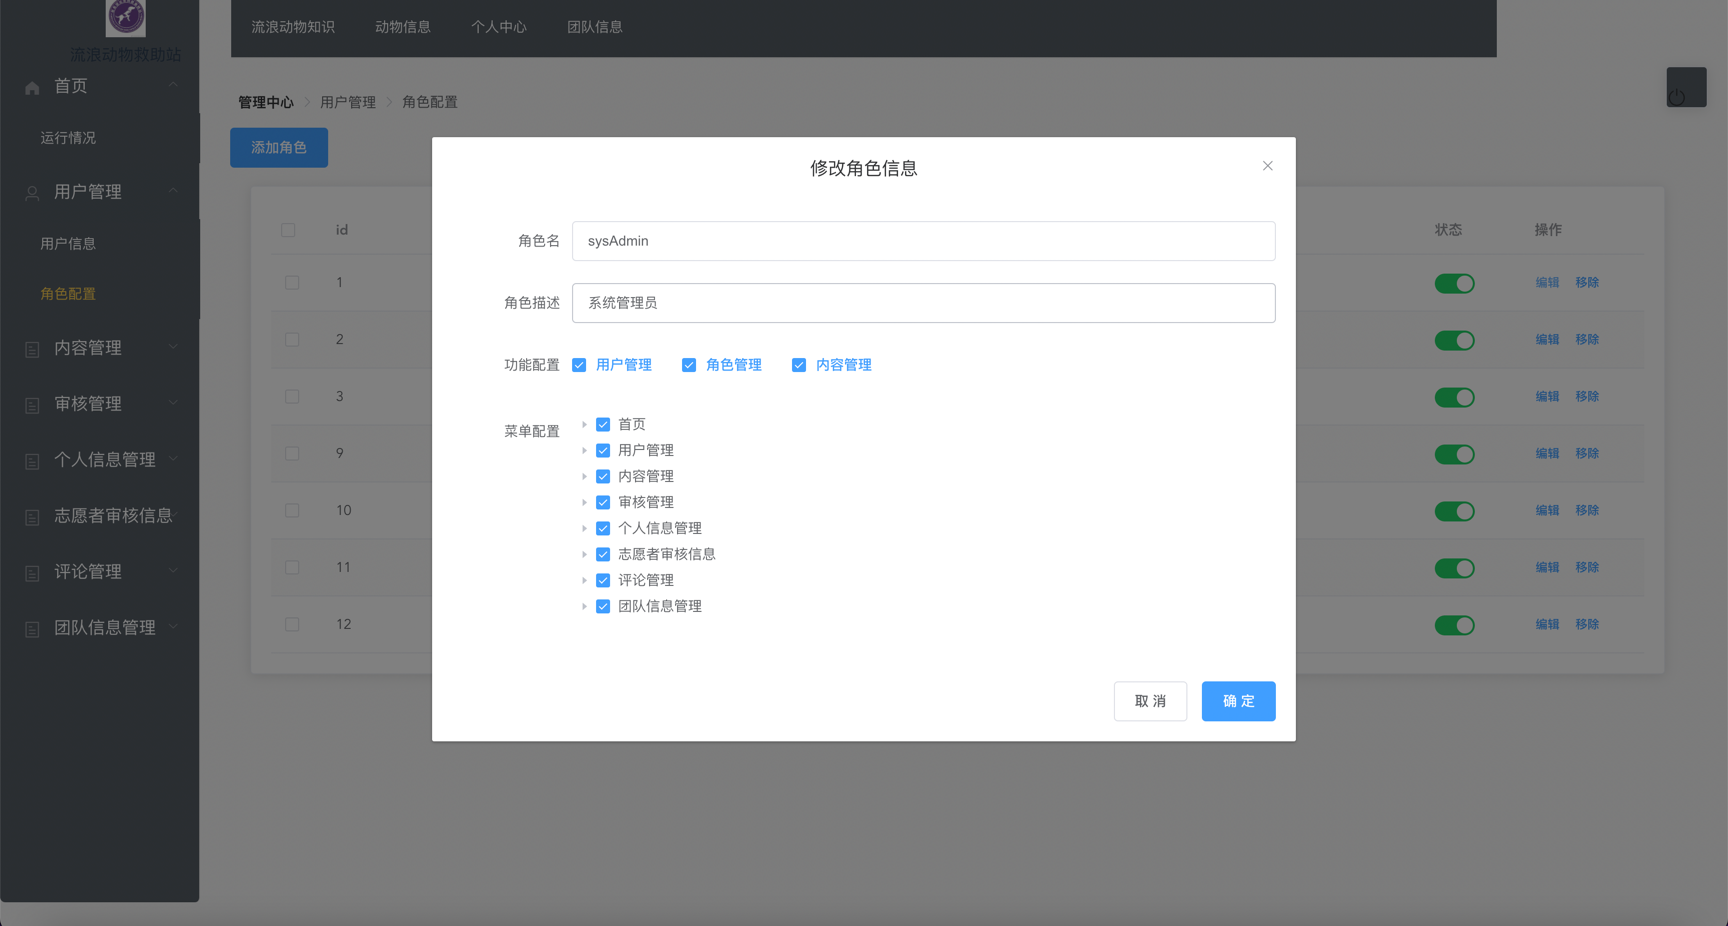 流浪动物救助站
首页
运行情况
用户管理
用户信息
角色配置
内容管理
审核管理
个人信息管理
志愿者审核信息
评论管理
团队信息管理
流浪动物知识 动物信息 个人中心 团队信息
管理中心 用户管理 角色配置
添加角色
id 状态 操作
1 编辑 移除
2 编辑 移除
3 编辑 移除
9 编辑 移除
10 编辑 移除
11 编辑 移除
12 编辑 移除
修改角色信息
角色名 sysAdmin
角色描述 系统管理员
功能配置 用户管理 角色管理 内容管理
菜单配置
首页
用户管理
内容管理
审核管理
个人信息管理
志愿者审核信息
评论管理
团队信息管理
取 消 确 定